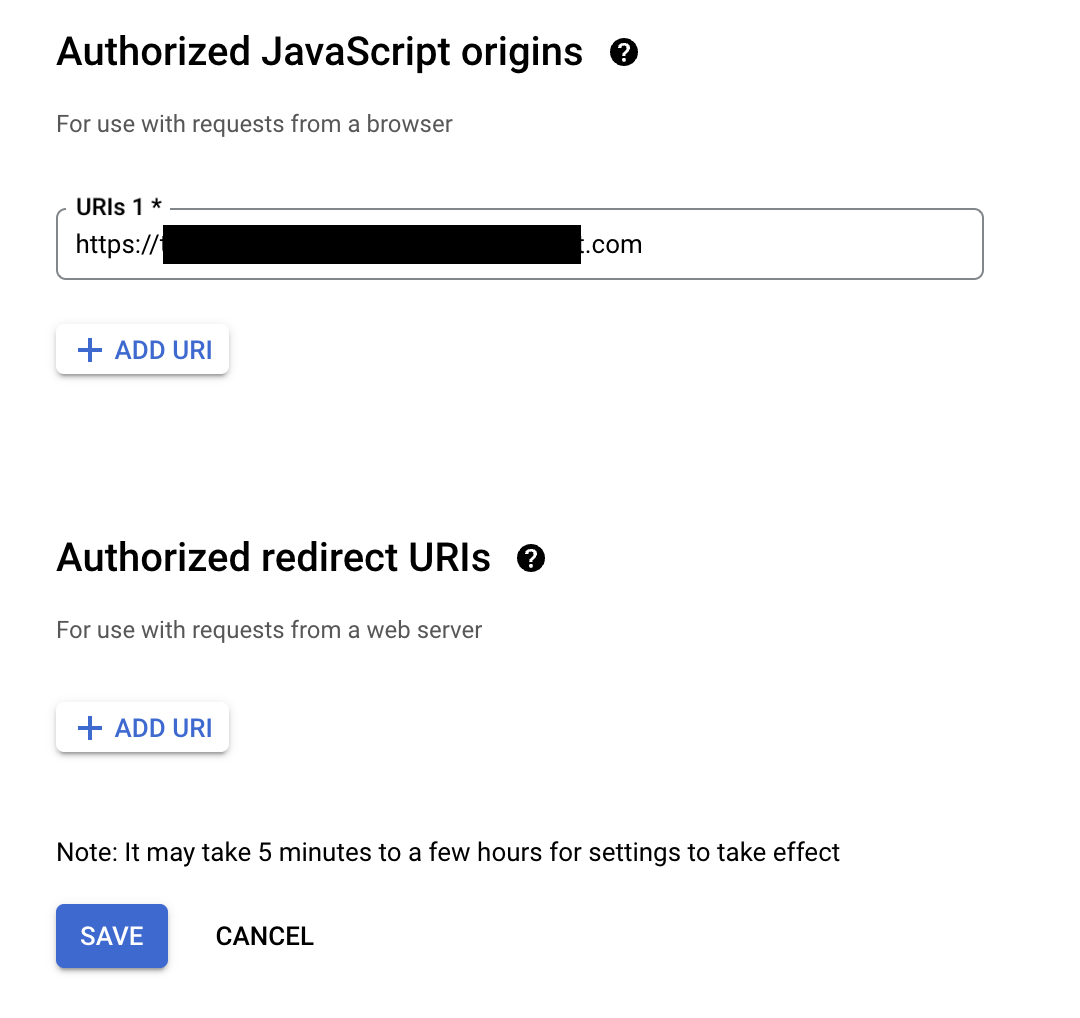 Authorized JavaScript origins
For use with requests from a browser
URIs 1 *
https:// .com
ADD URI
Authorized redirect URIs
For use with requests from a web server
ADD URI
Note: It may take 5 minutes to a few hours for settings to take effect
SAVE
CANCEL